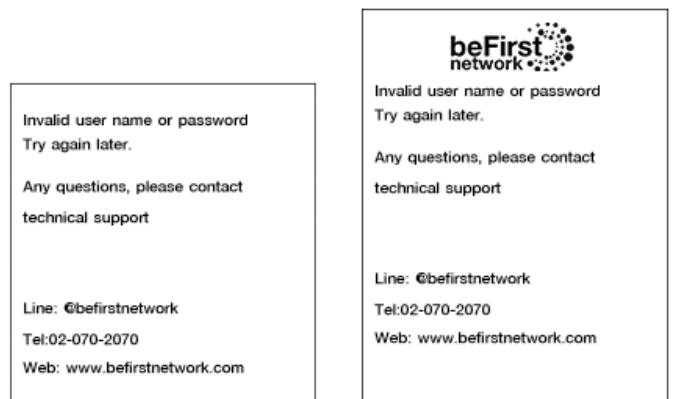 Invalid user name or password
Try again later.
Any questions, please contact
technical support
Line: @befirstnetwork
Tel:02-070-2070
Web: www.befirstnetwork.com
beFirst
network
Invalid user name or password
Try again later.
Any questions, please contact
technical support
Line: @befirstnetwork
Tel:02-070-2070
Web: www.befirstnetwork.com